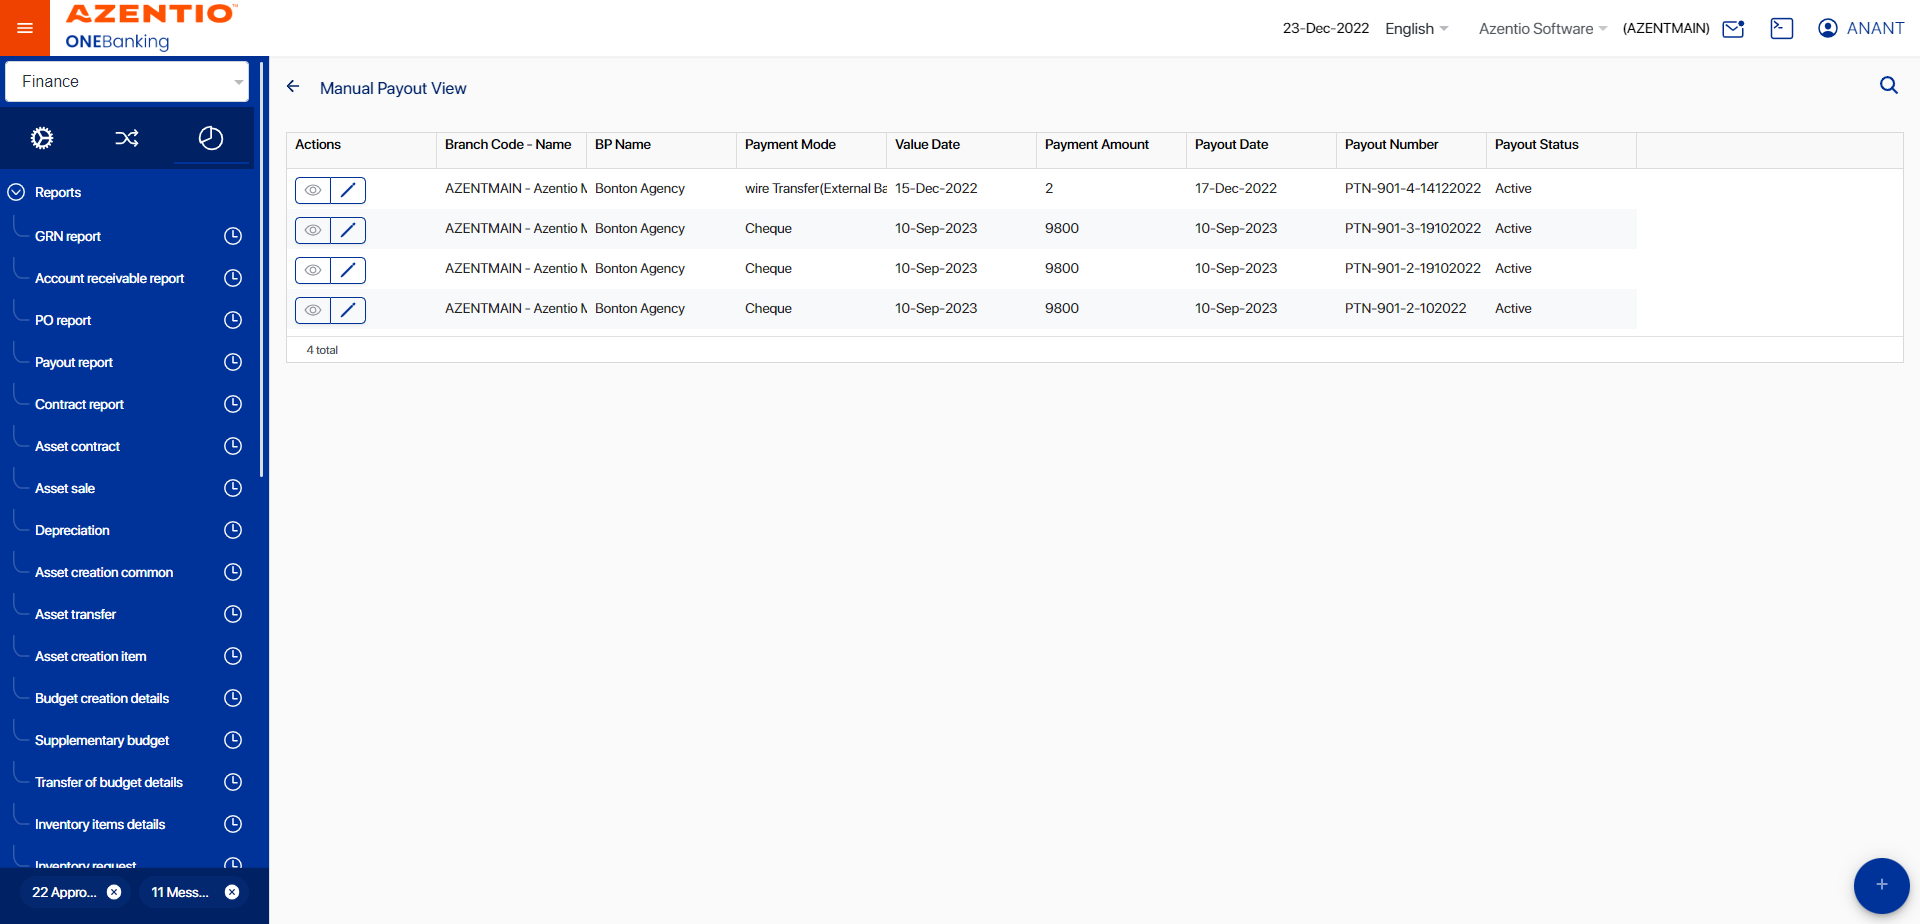 AZENTIO™
ONEBanking
23-Dec-2022 English Azentio Software (AZENTMAIN) ANANT
Finance
Manual Payout View
Actions Branch Code - Name BP Name Payment Mode Value Date Payment Amount Payout Date Payout Number Payout Status
AZENTMAIN - Azentio M Bonton Agency wire Transfer(External Ba 15-Dec-2022 2 17-Dec-2022 PTN-901-4-14122022 Active
AZENTMAIN - Azentio M Bonton Agency Cheque 10-Sep-2023 9800 10-Sep-2023 PTN-901-3-19102022 Active
AZENTMAIN - Azentio M Bonton Agency Cheque 10-Sep-2023 9800 10-Sep-2023 PTN-901-2-19102022 Active
AZENTMAIN - Azentio M Bonton Agency Cheque 10-Sep-2023 9800 10-Sep-2023 PTN-901-2-102022 Active
4 total
Reports
GRN report
Account receivable report
PO report
Payout report
Contract report
Asset contract
Asset sale
Depreciation
Asset creation common
Asset transfer
Asset creation item
Budget creation details
Supplementary budget
Transfer of budget details
Inventory items details
Inventory request
22 Appro... 11 Mess...